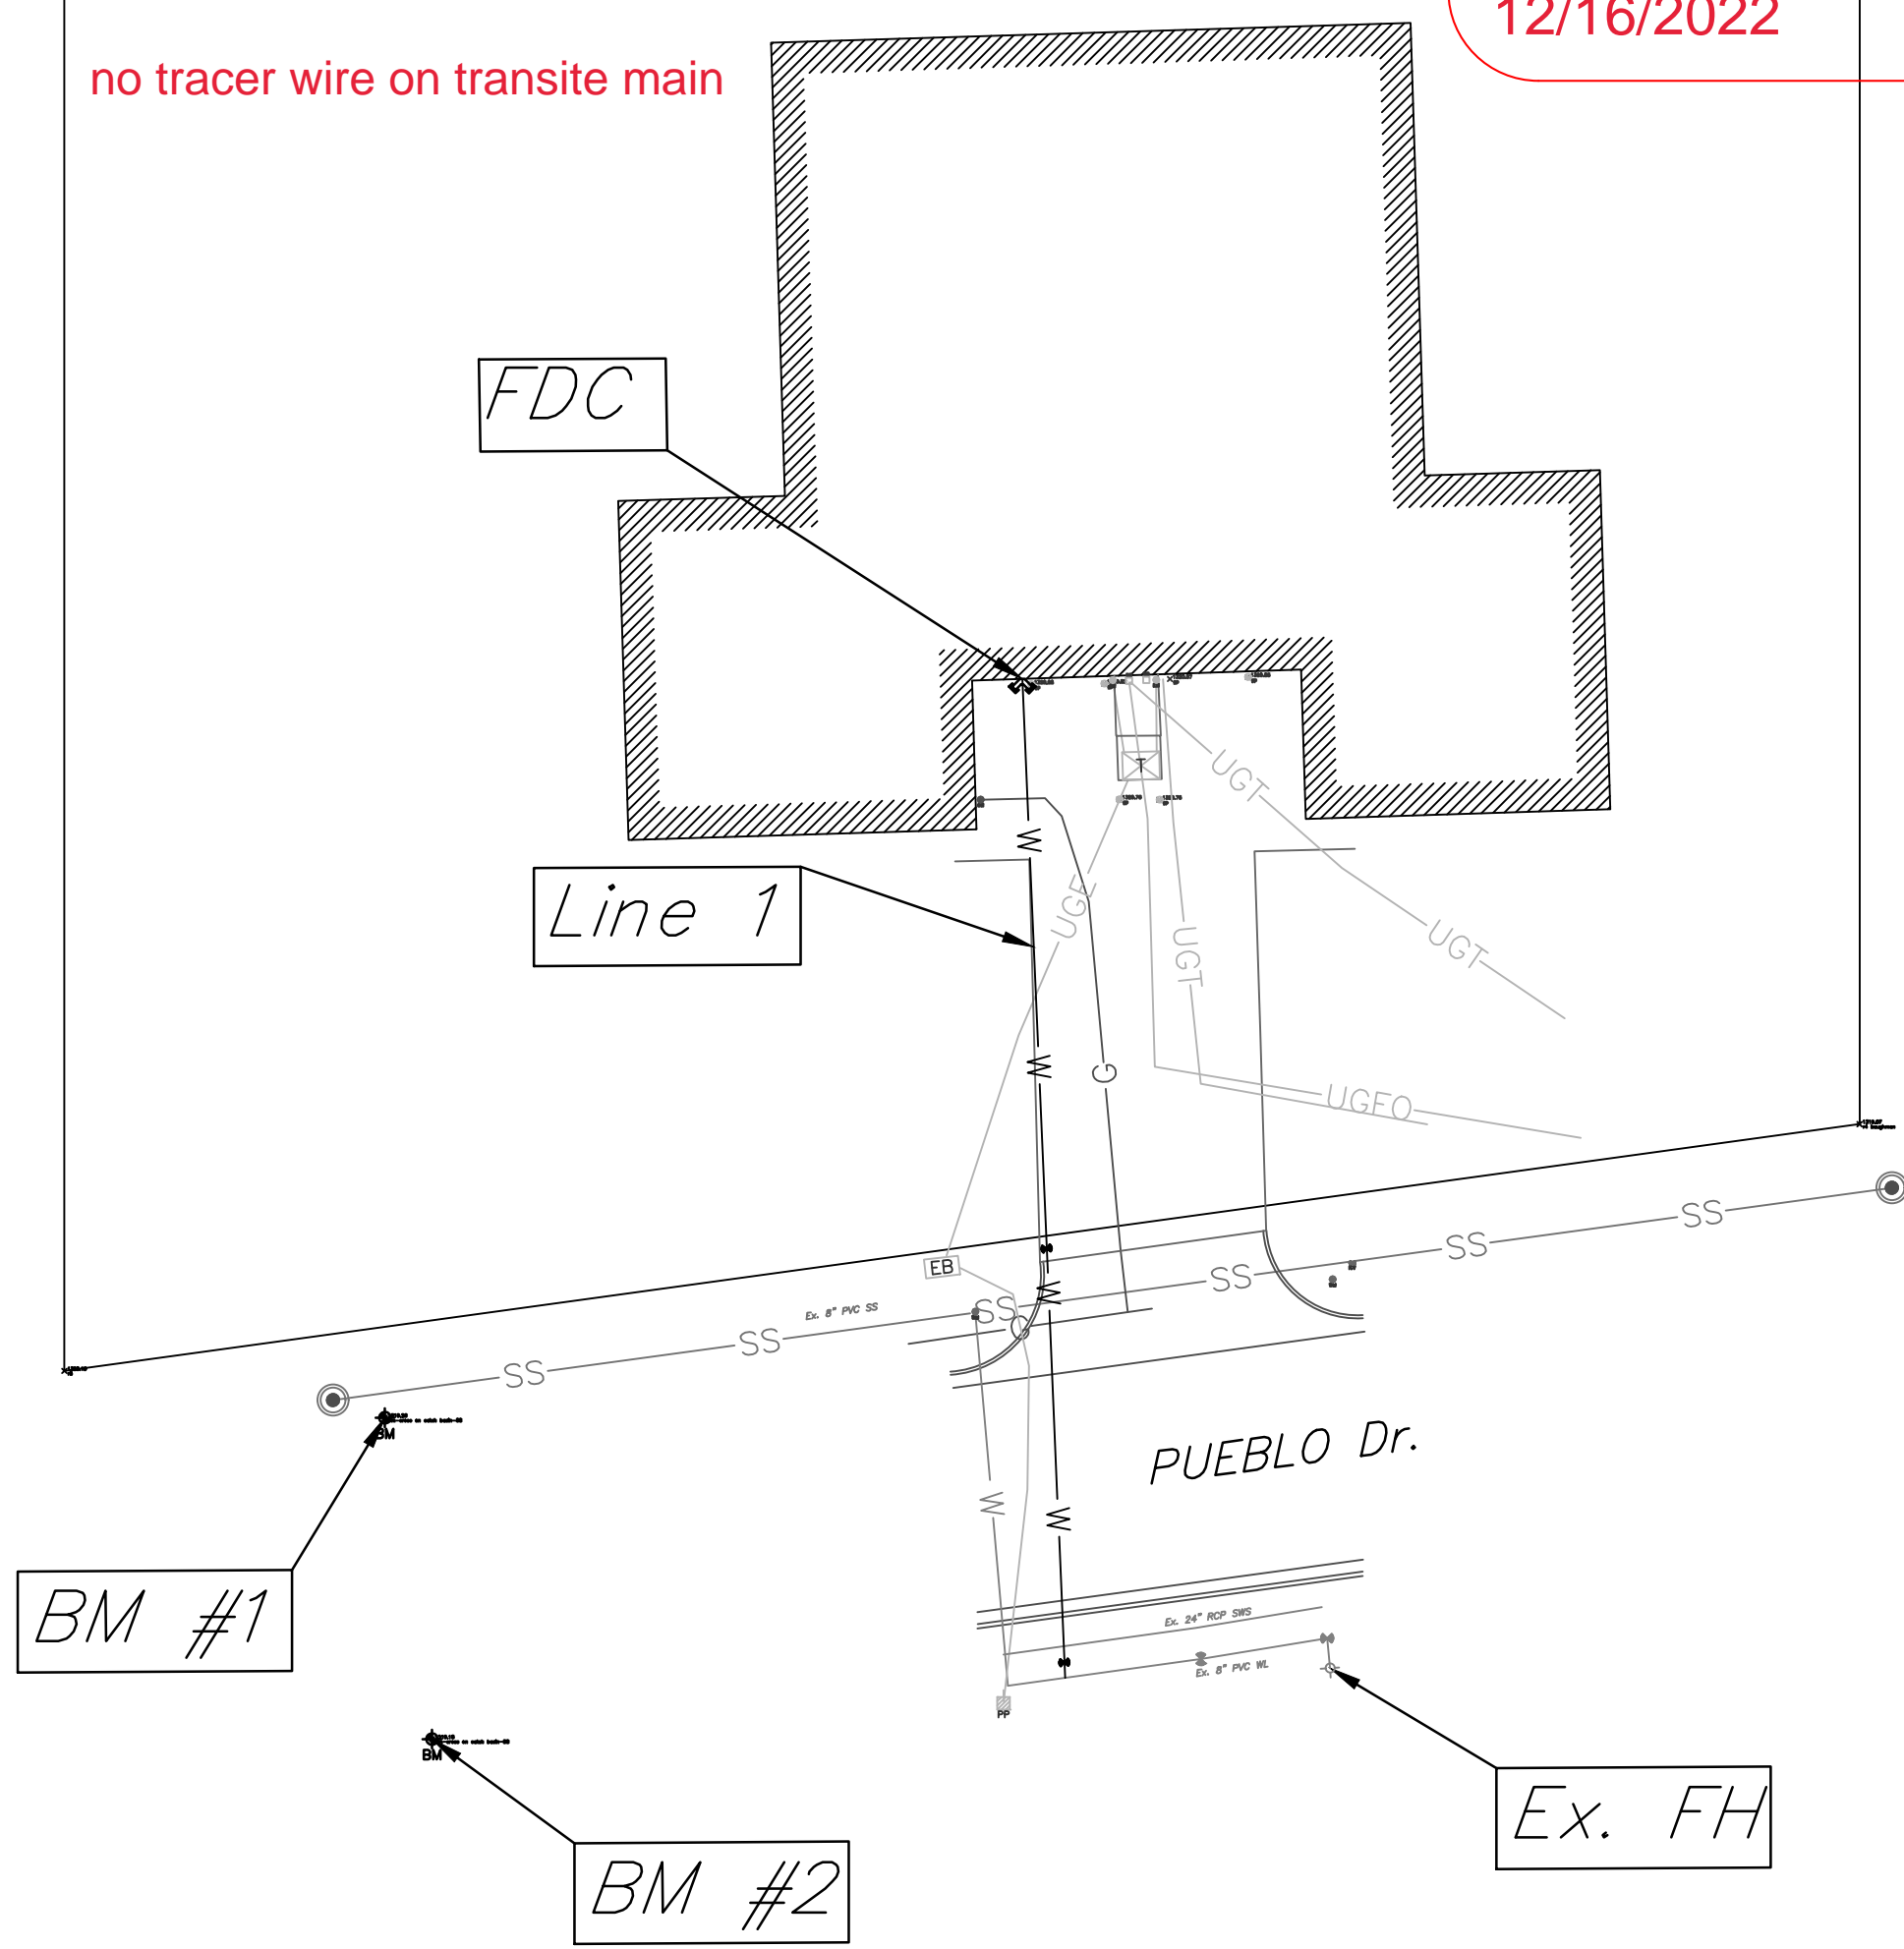 12/16/2022
no tracer wire on transite main
FDC
T
UGT
Line 1
UGE
UGT
UGT
W
W
G
UGFO
SS
SS
SS
EB
SS
W
Ex. 8" PVC SS
SS
SS
G
BM
PUEBLO Dr.
W
W
BM #1
Ex. 24" RCP SWS
Ex. 8" PVC WL
PP
BM
Ex. FH
BM #2